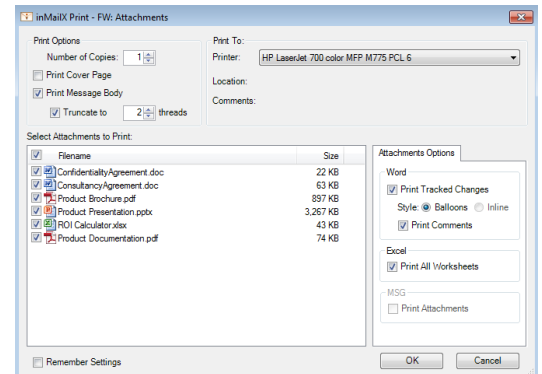 inMailX Print - FW: Attachments
Print Options
Number of Copies: 1
Print Cover Page
Print Message Body
Truncate to 2 threads
Print To:
Printer: HP LaserJet 700 color MFP M775 PCL 6
Location:
Comments:
Select Attachments to Print:
Filename Size
ConfidentialityAgreement.doc 22 KB
ConsultancyAgreement.doc 63 KB
Product Brochure.pdf 897 KB
Product Presentation.pptx 3,267 KB
ROI Calculator.xlsx 43 KB
Product Documentation.pdf 74 KB
Attachments Options
Word
Print Tracked Changes
Style: Balloons Inline
Print Comments
Excel
Print All Worksheets
MSG
Print Attachments
Remember Settings
OK Cancel